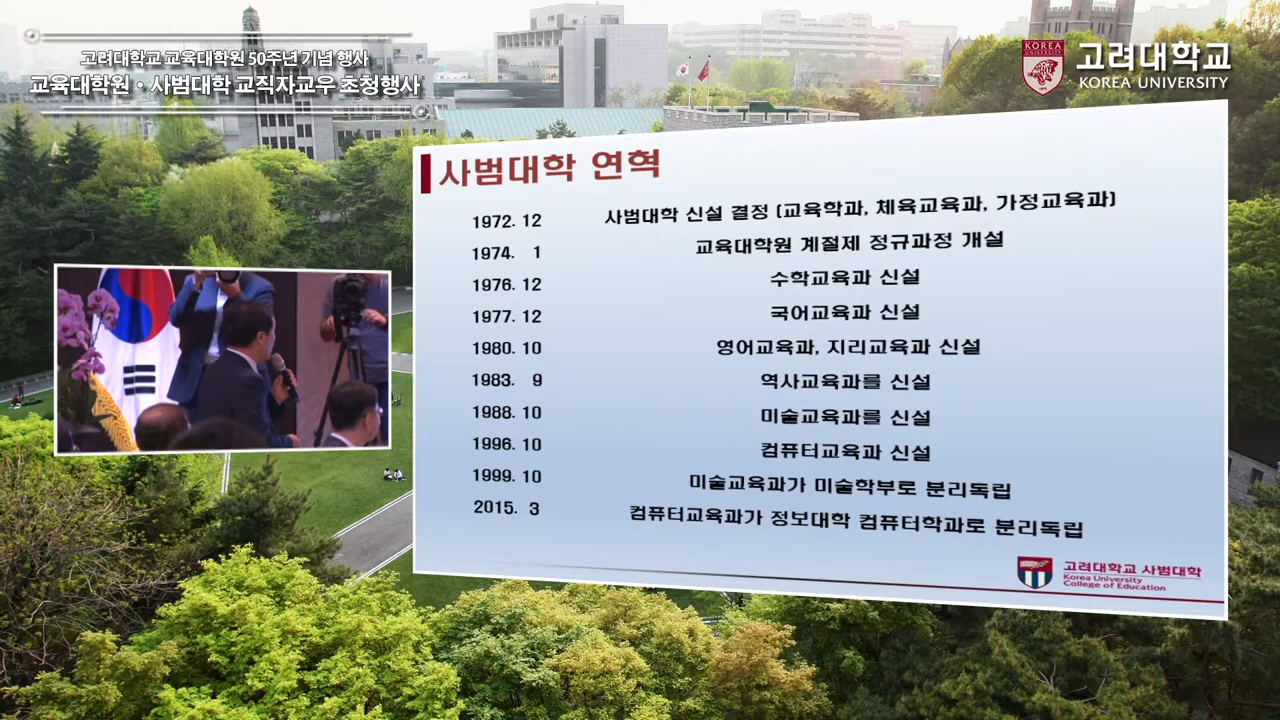 고려대학교 교육대학원 50주년 기념 행사
교육대학원 • 사범대학 교직자교우 초청행사
KOREA
고려대학교
KOREA UNIVERSITY
사범대학 연혁
1972. 12 사범대학 신설 결정 (교육학과, 체육교육과, 가정교육과)
1974. 1 교육대학원 계절제 정규과정 개설
1976. 12 수학교육과 신설
1977. 12 국어교육과 신설
1980. 10 영어교육과, 지리교육과 신설
1983. 9 역사교육과를 신설
1988. 10 미술교육과를 신설
1996. 10 컴퓨터교육과 신설
1999. 10 미술교육과가 미술학부로 분리독립
2015. 3 컴퓨터교육과가 정보대학 컴퓨터학과로 분리독립
고려대학교 사범대학
Korea University
College of Education